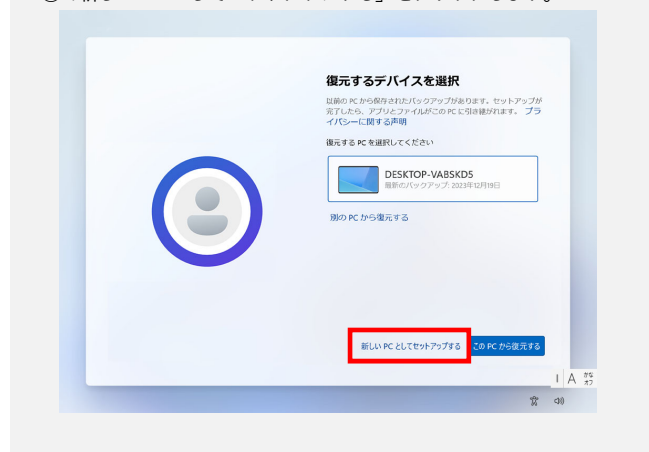 復元するデバイスを選択
以前の PC から保存されたバックアップがあります。セットアップが
完了したら、アプリとファイルがこの PC に引き継がれます。 プラ
イバシーに関する声明
復元する PC を選択してください
DESKTOP-VABSKD5
最新のバックアップ: 2023年12月19日
別の PC から復元する
新しい PC としてセットアップする
この PC から復元する
A
かな
オフ